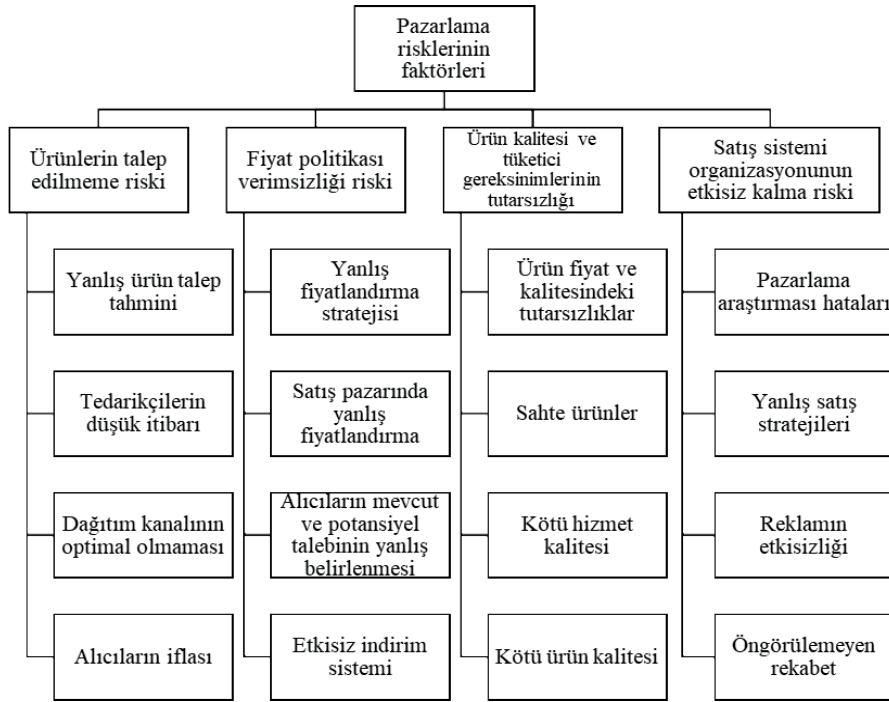 Pazarlama
risklerinin
faktörleri
Ürünlerin talep
edilmeme riski
Fiyat politikası
verimsizliği riski
Ürün kalitesi ve
tüketici
gereksinimlerinin
tutarsızlığı
Satış sistemi
organizasyonunun
etkisiz kalma riski
Yanlış ürün talep
tahmini
Yanlış
fiyatlandırma
stratejisi
Ürün fiyat ve
kalitesindeki
tutarsızlıklar
Pazarlama
araştırması hataları
Tedarikçilerin
düşük itibarı
Satış pazarında
yanlış
fiyatlandırma
Sahte ürünler
Yanlış satış
stratejileri
Dağıtım kanalının
optimal olmaması
Alıcıların mevcut
ve potansiyel
talebinin yanlış
belirlenmesi
Kötü hizmet
kalitesi
Reklamın
etkisizliği
Alıcıların iflası
Etkisiz indirim
sistemi
Kötü ürün kalitesi
Öngörülemeyen
rekabet